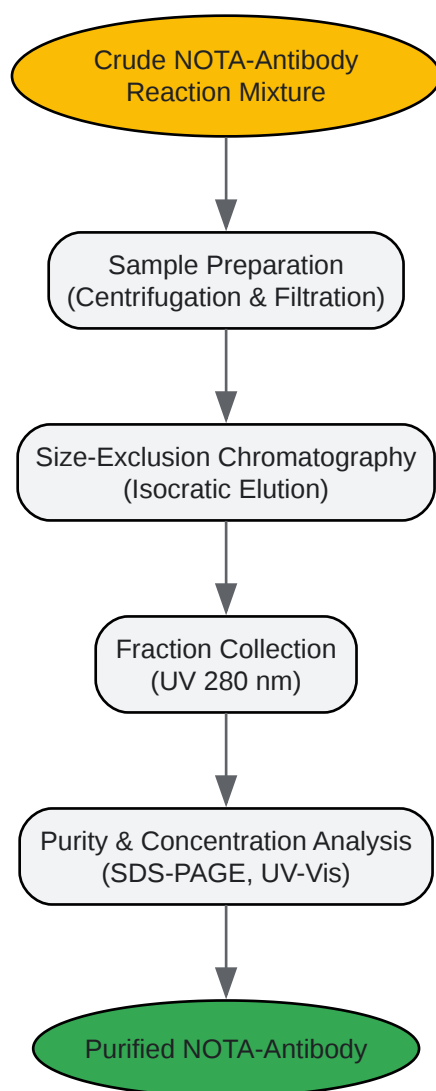 Crude NOTA-Antibody
Reaction Mixture
Sample Preparation
(Centrifugation & Filtration)
Size-Exclusion Chromatography
(Isocratic Elution)
Fraction Collection
(UV 280 nm)
Purity & Concentration Analysis
(SDS-PAGE, UV-Vis)
Purified NOTA-Antibody